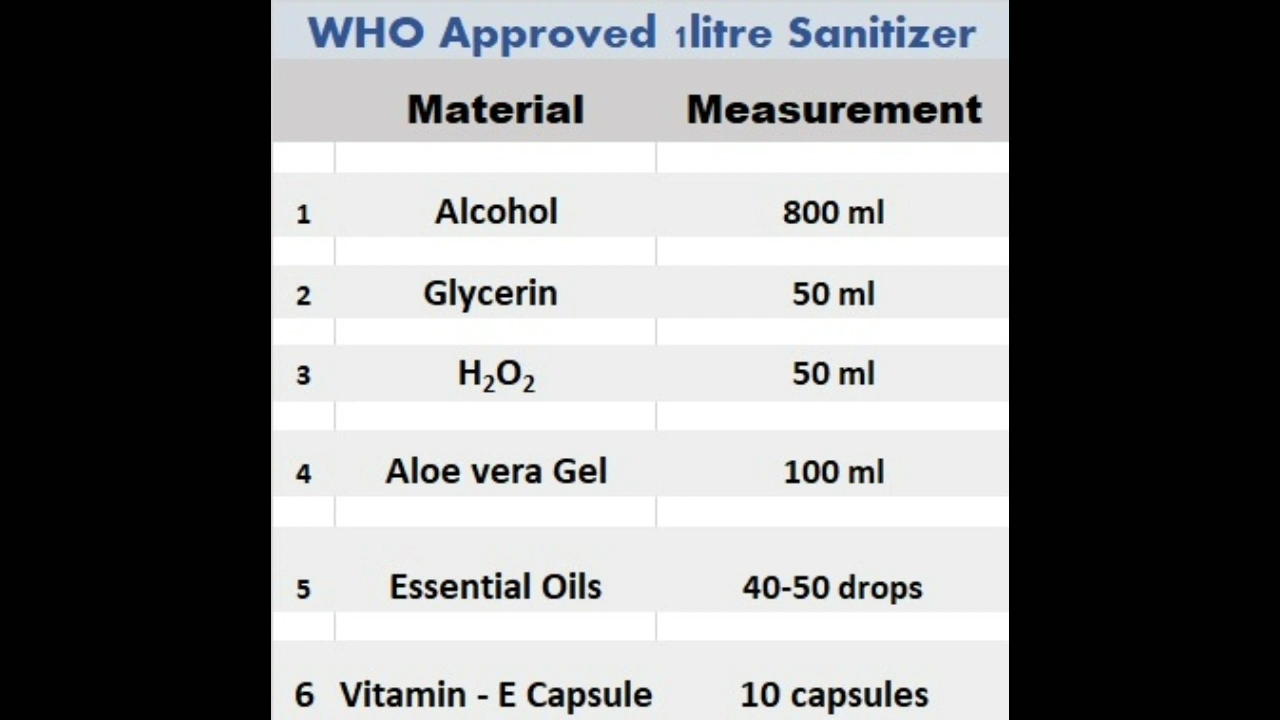 WHO Approved 1litre Sanitizer
Material Measurement
1 Alcohol 800 ml
2 Glycerin 50 ml
3 H₂O₂ 50 ml
4 Aloe vera Gel 100 ml
5 Essential Oils 40-50 drops
6 Vitamin - E Capsule 10 capsules